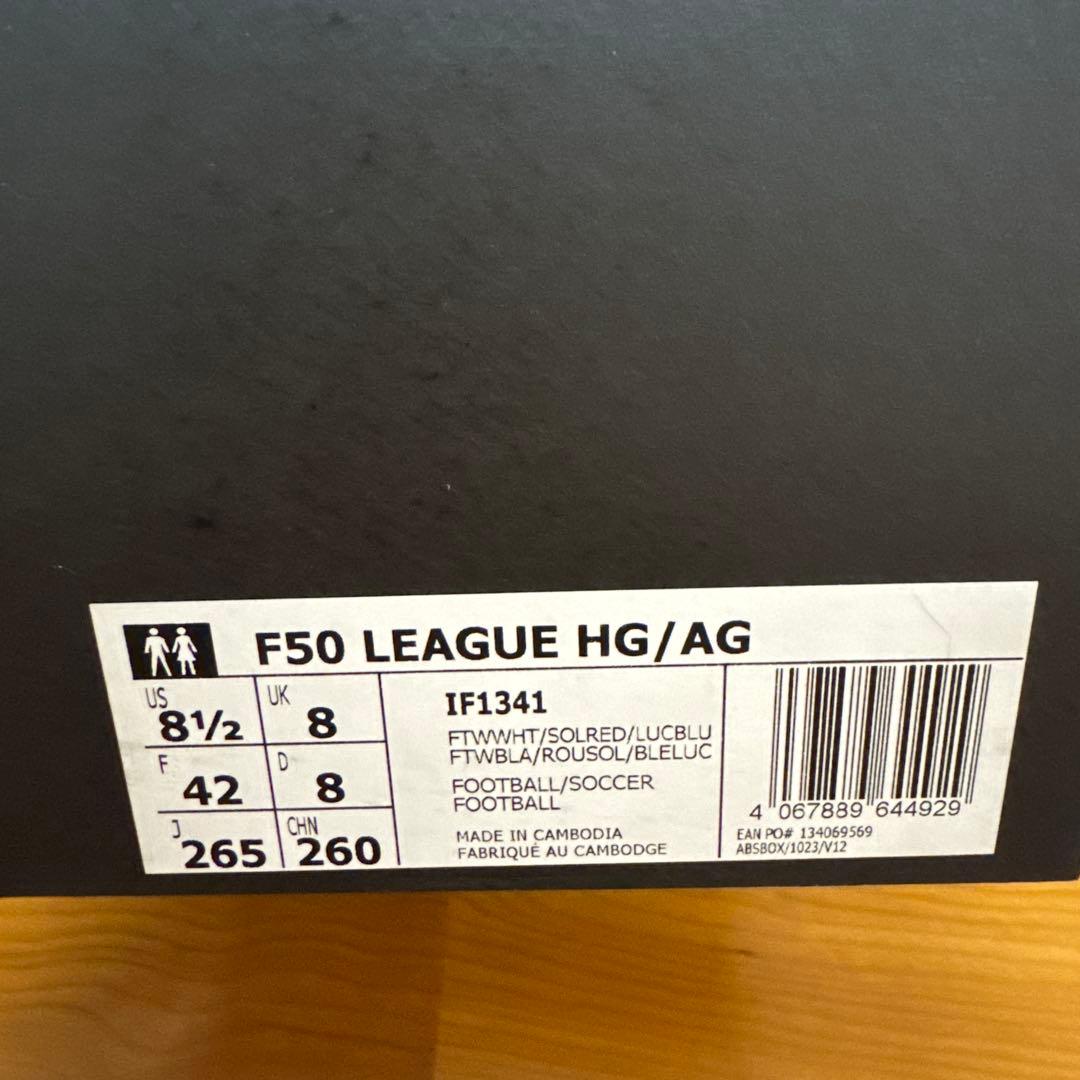 F50 LEAGUE HG/AG
US
8½
UK
8
F
42
D
8
J
265
CHN
260
IF1341
FTWWHT/SOLRED/LUCBLU
FTWBLA/ROUSOL/BLELUC
FOOTBALL/SOCCER
FOOTBALL
MADE IN CAMBODIA
FABRIQUÉ AU CAMBODGE
4 067889 644929
EAN PO# 134069569
ABSBOX/1023/V12